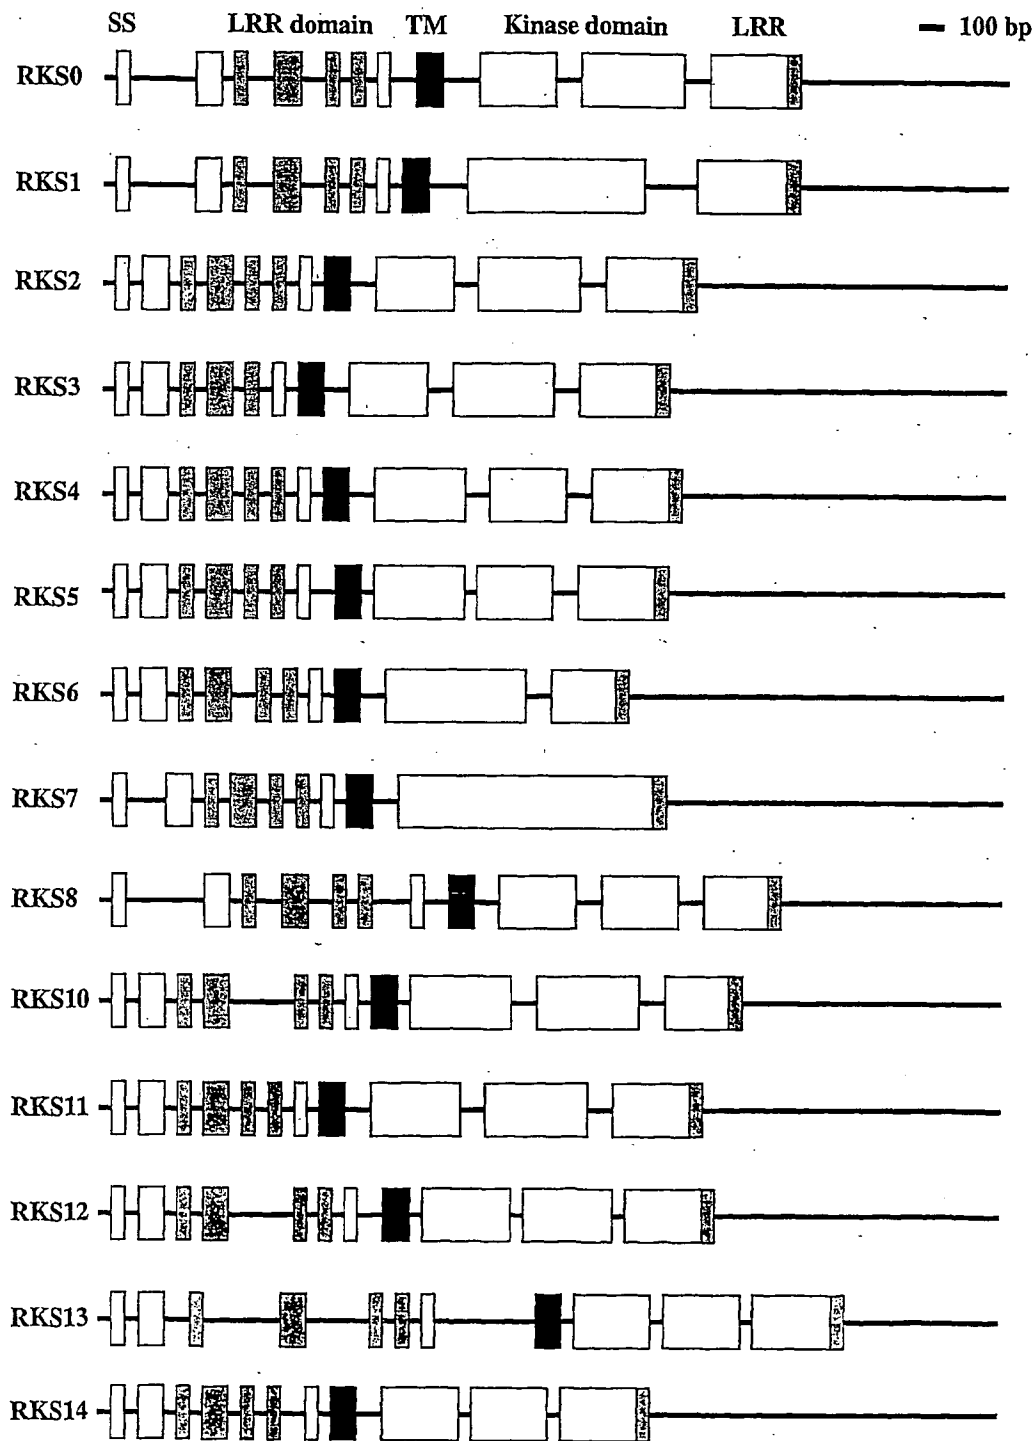 SS LRR domain TM Kinase domain LRR 100 bp
RKS0
RKS1
RKS2
RKS3
RKS4
RKS5
RKS6
RKS7
RKS8
RKS10
RKS11
RKS12
RKS13
RKS14